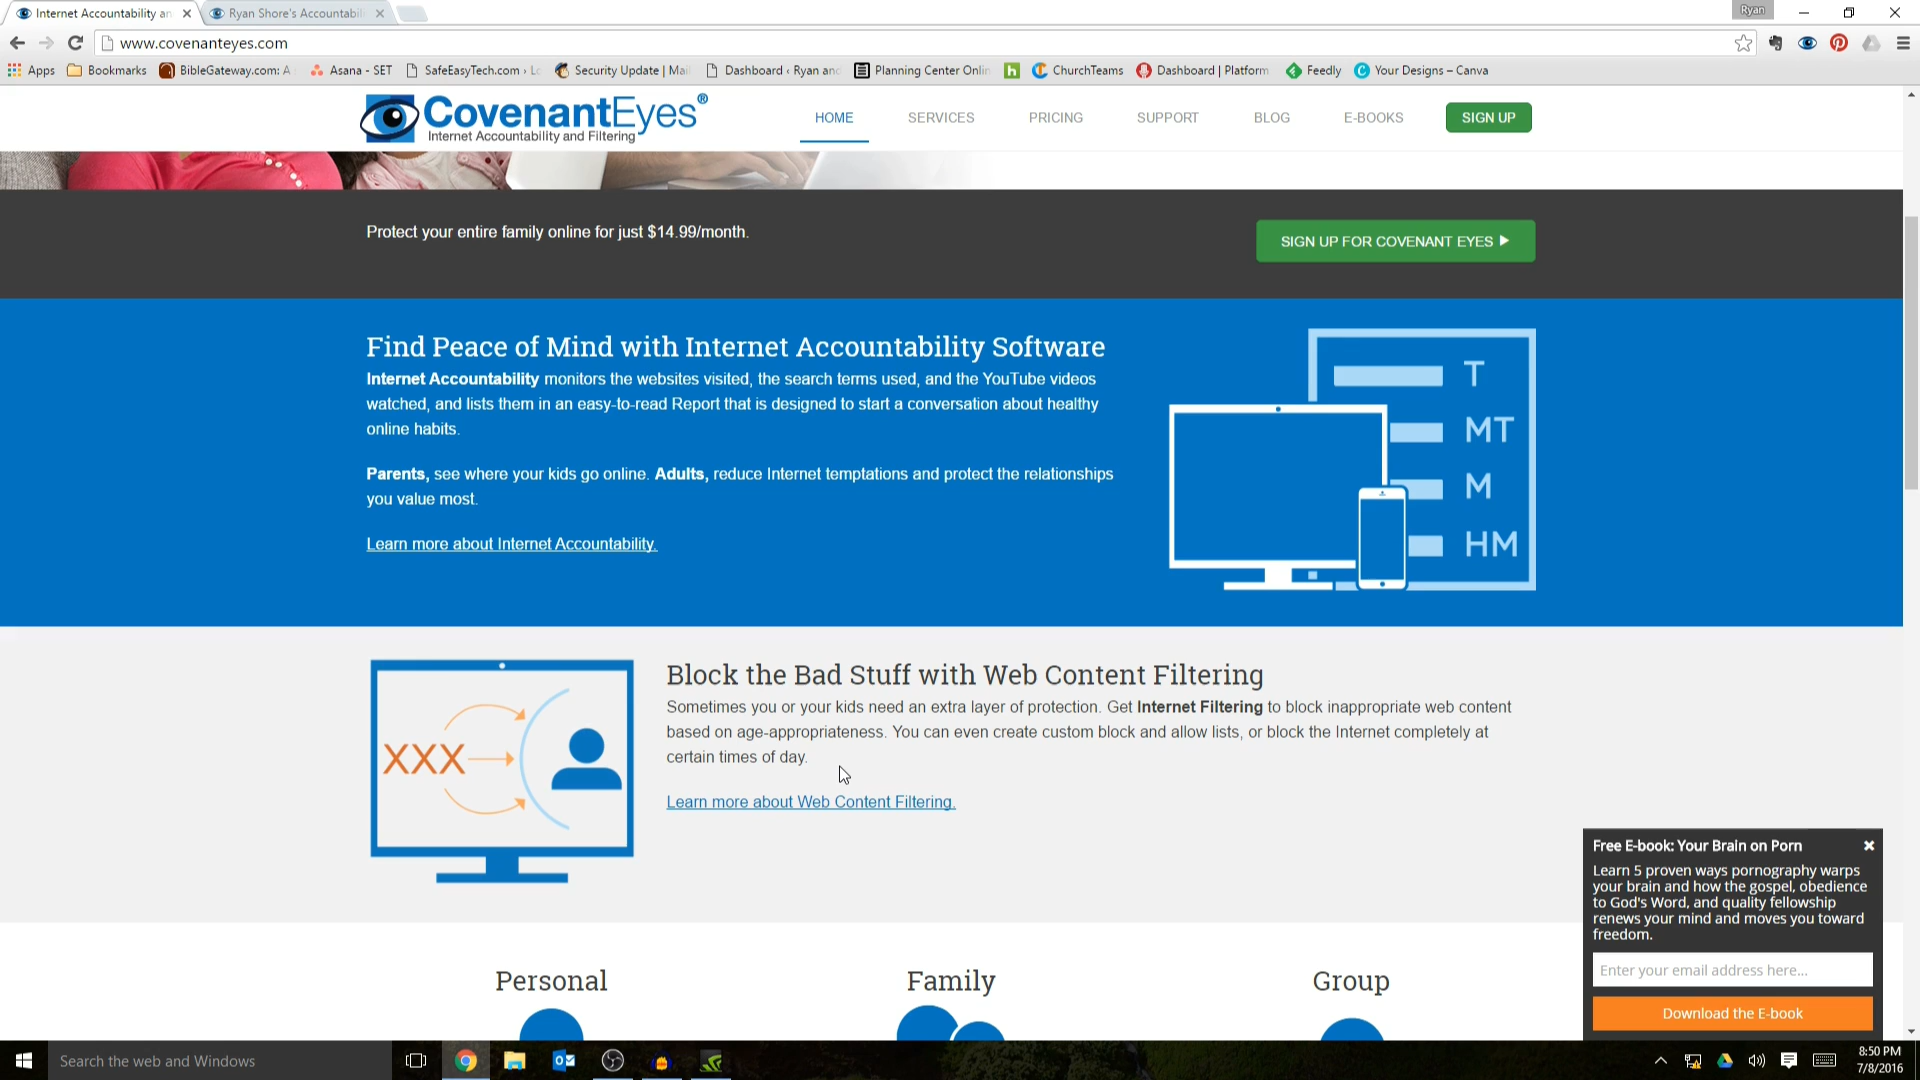 Internet Accountability an
Ryan Shore's Accountabil
Ryan
www.covenanteyes.com
Apps
Bookmarks
BibleGateway.com: A
Asana - SET
SafeEasyTech.com › Lo
Security Update | Mail
Dashboard ‹ Ryan and
Planning Center Onlin
ChurchTeams
Dashboard | Platform
Feedly
Your Designs – Canva
CovenantEyes®
Internet Accountability and Filtering
HOME
SERVICES
PRICING
SUPPORT
BLOG
E-BOOKS
SIGN UP
Protect your entire family online for just $14.99/month.
SIGN UP FOR COVENANT EYES
Find Peace of Mind with Internet Accountability Software
Internet Accountability monitors the websites visited, the search terms used, and the YouTube videos
watched, and lists them in an easy-to-read Report that is designed to start a conversation about healthy
online habits.
Parents, see where your kids go online. Adults, reduce Internet temptations and protect the relationships
you value most.
Learn more about Internet Accountability.
T
MT
M
HM
XXX
Block the Bad Stuff with Web Content Filtering
Sometimes you or your kids need an extra layer of protection. Get Internet Filtering to block inappropriate web content
based on age-appropriateness. You can even create custom block and allow lists, or block the Internet completely at
certain times of day.
Learn more about Web Content Filtering.
Personal
Family
Group
Free E-book: Your Brain on Porn
Learn 5 proven ways pornography warps
your brain and how the gospel, obedience
to God's Word, and quality fellowship
renews your mind and moves you toward
freedom.
Enter your email address here...
Download the E-book
Search the web and Windows
8:50 PM
7/8/2016